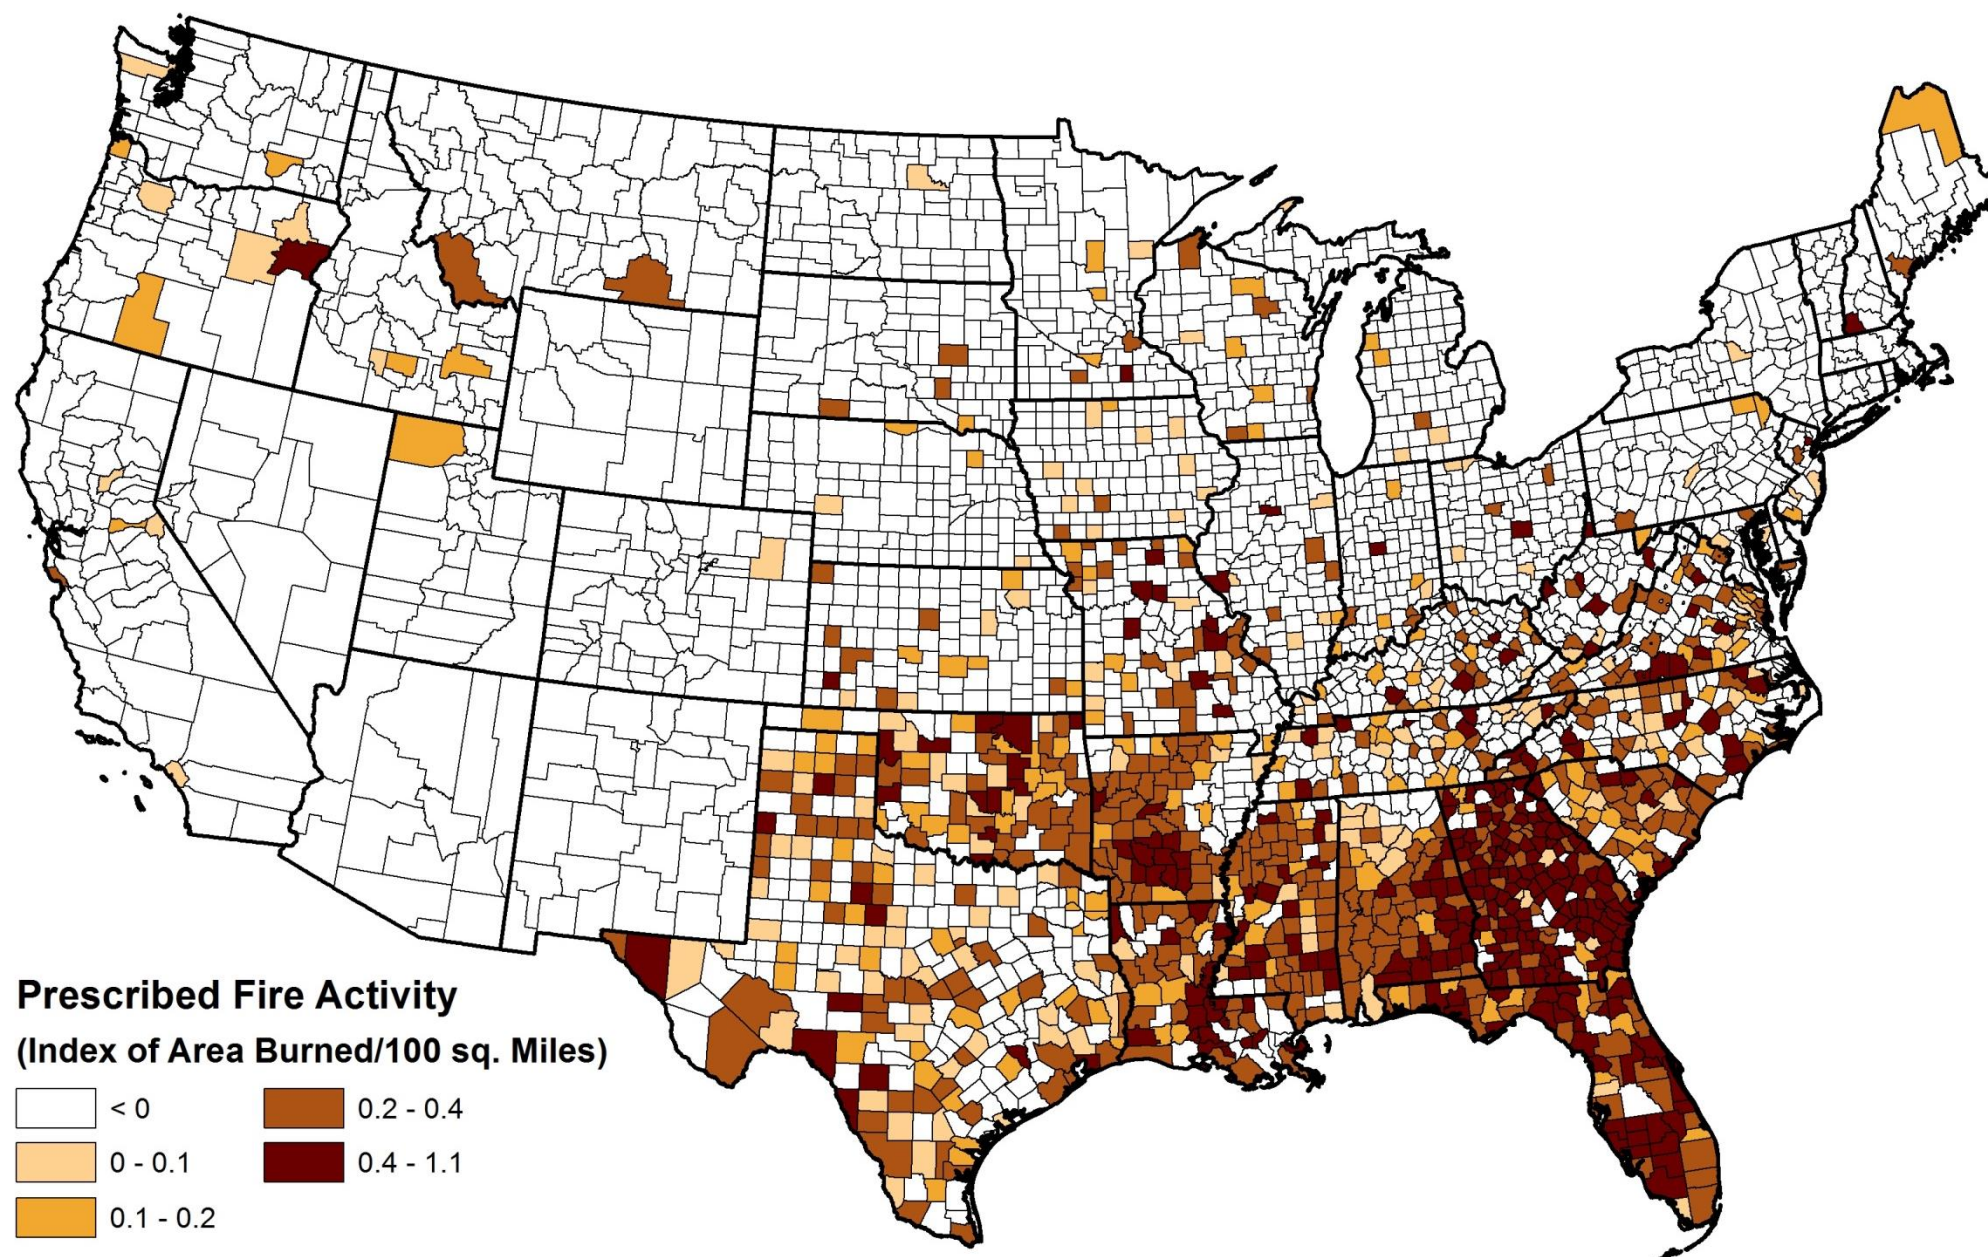 Prescribed Fire Activity
(Index of Area Burned/100 sq. Miles)
< 0
0 - 0.1
0.1 - 0.2
0.2 - 0.4
0.4 - 1.1